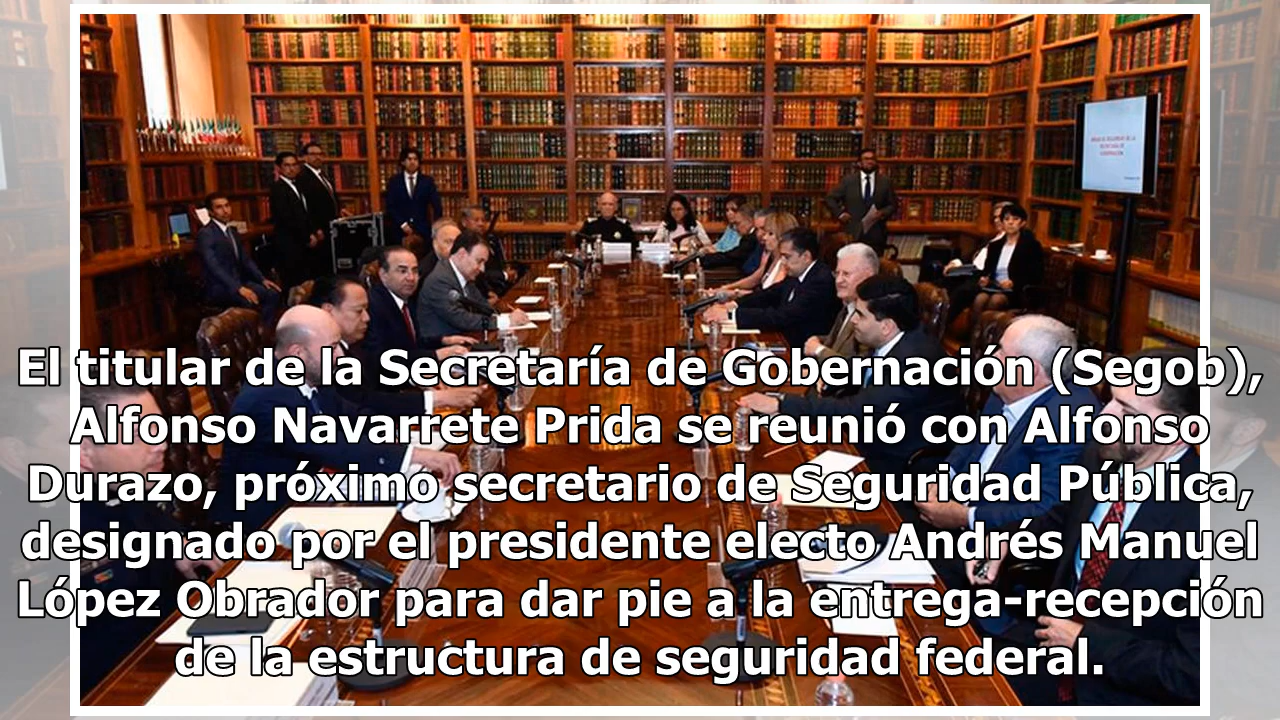 El titular de la Secretaría de Gobernación (Segob),
Alfonso Navarrete Prida se reunió con Alfonso
Durazo, próximo secretario de Seguridad Pública,
designado por el presidente electo Andrés Manuel
López Obrador para dar pie a la entrega-recepción
de la estructura de seguridad federal.